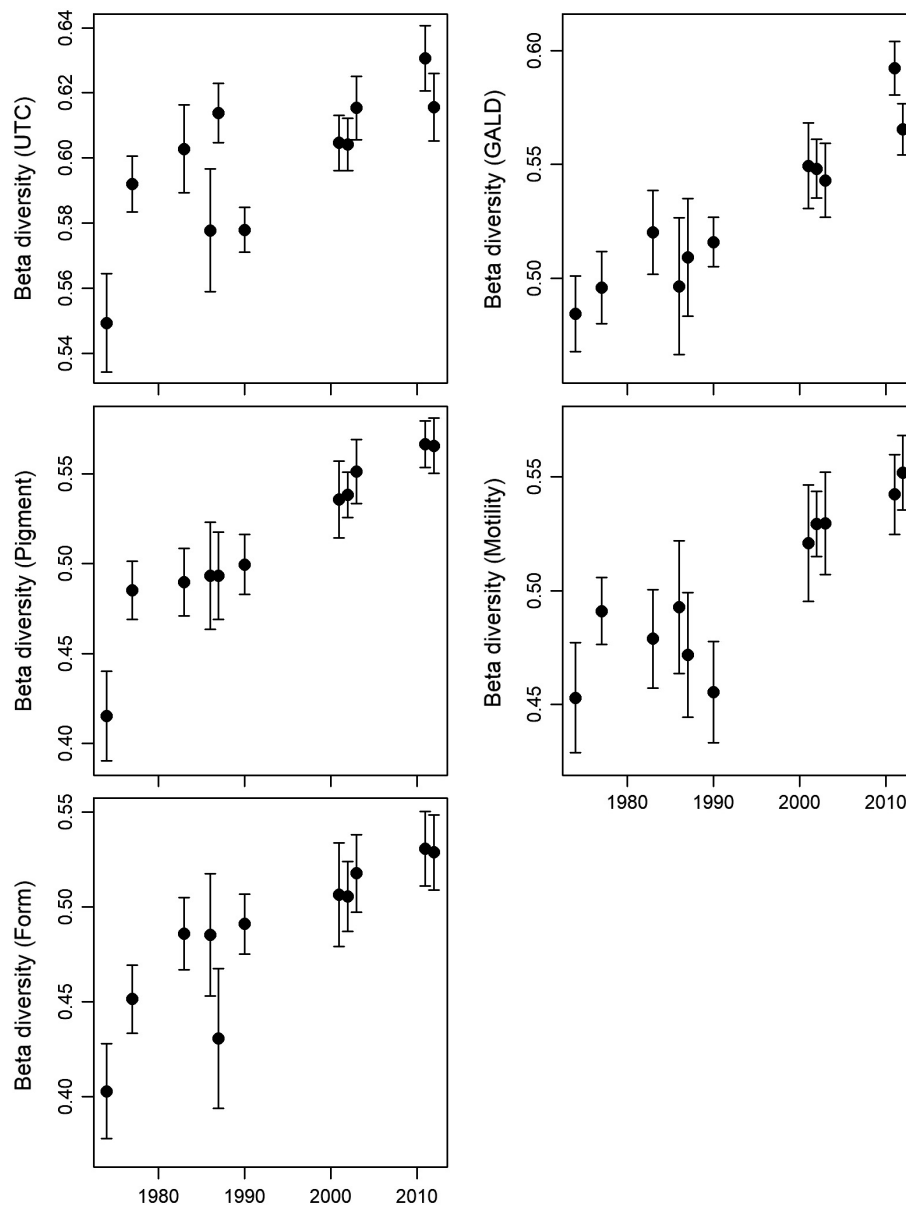 Beta diversity (UTC)
0.64
0.62
0.60
0.58
0.56
0.54
Beta diversity (GALD)
0.60
0.55
0.50
Beta diversity (Pigment)
0.55
0.50
0.45
0.40
Beta diversity (Motility)
0.55
0.50
0.45
1980 1990 2000 2010
Beta diversity (Form)
0.55
0.50
0.45
0.40
1980 1990 2000 2010